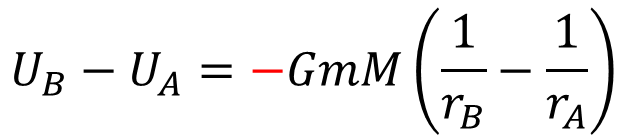 U_B − U_A = −GmM (1/r_B − 1/r_A)